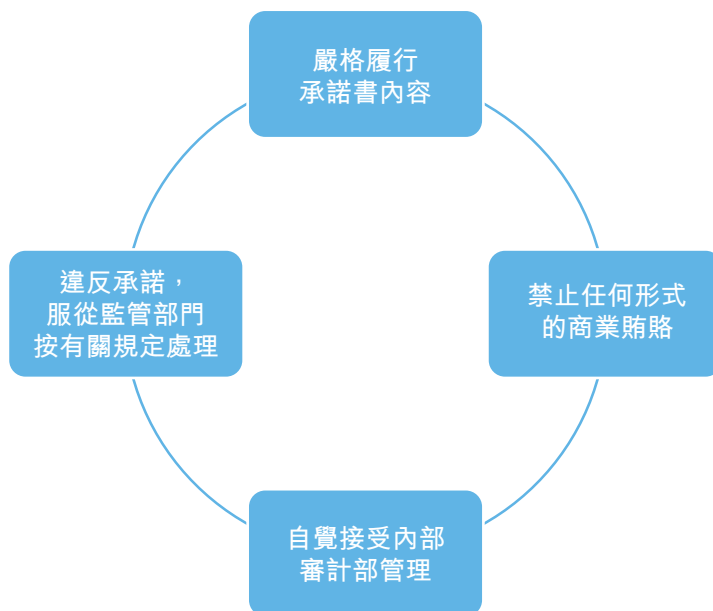 嚴格履行
承諾書內容
違反承諾，
服從監管部門
按有關規定處理
禁止任何形式
的商業賄賂
自覺接受內部
審計部管理